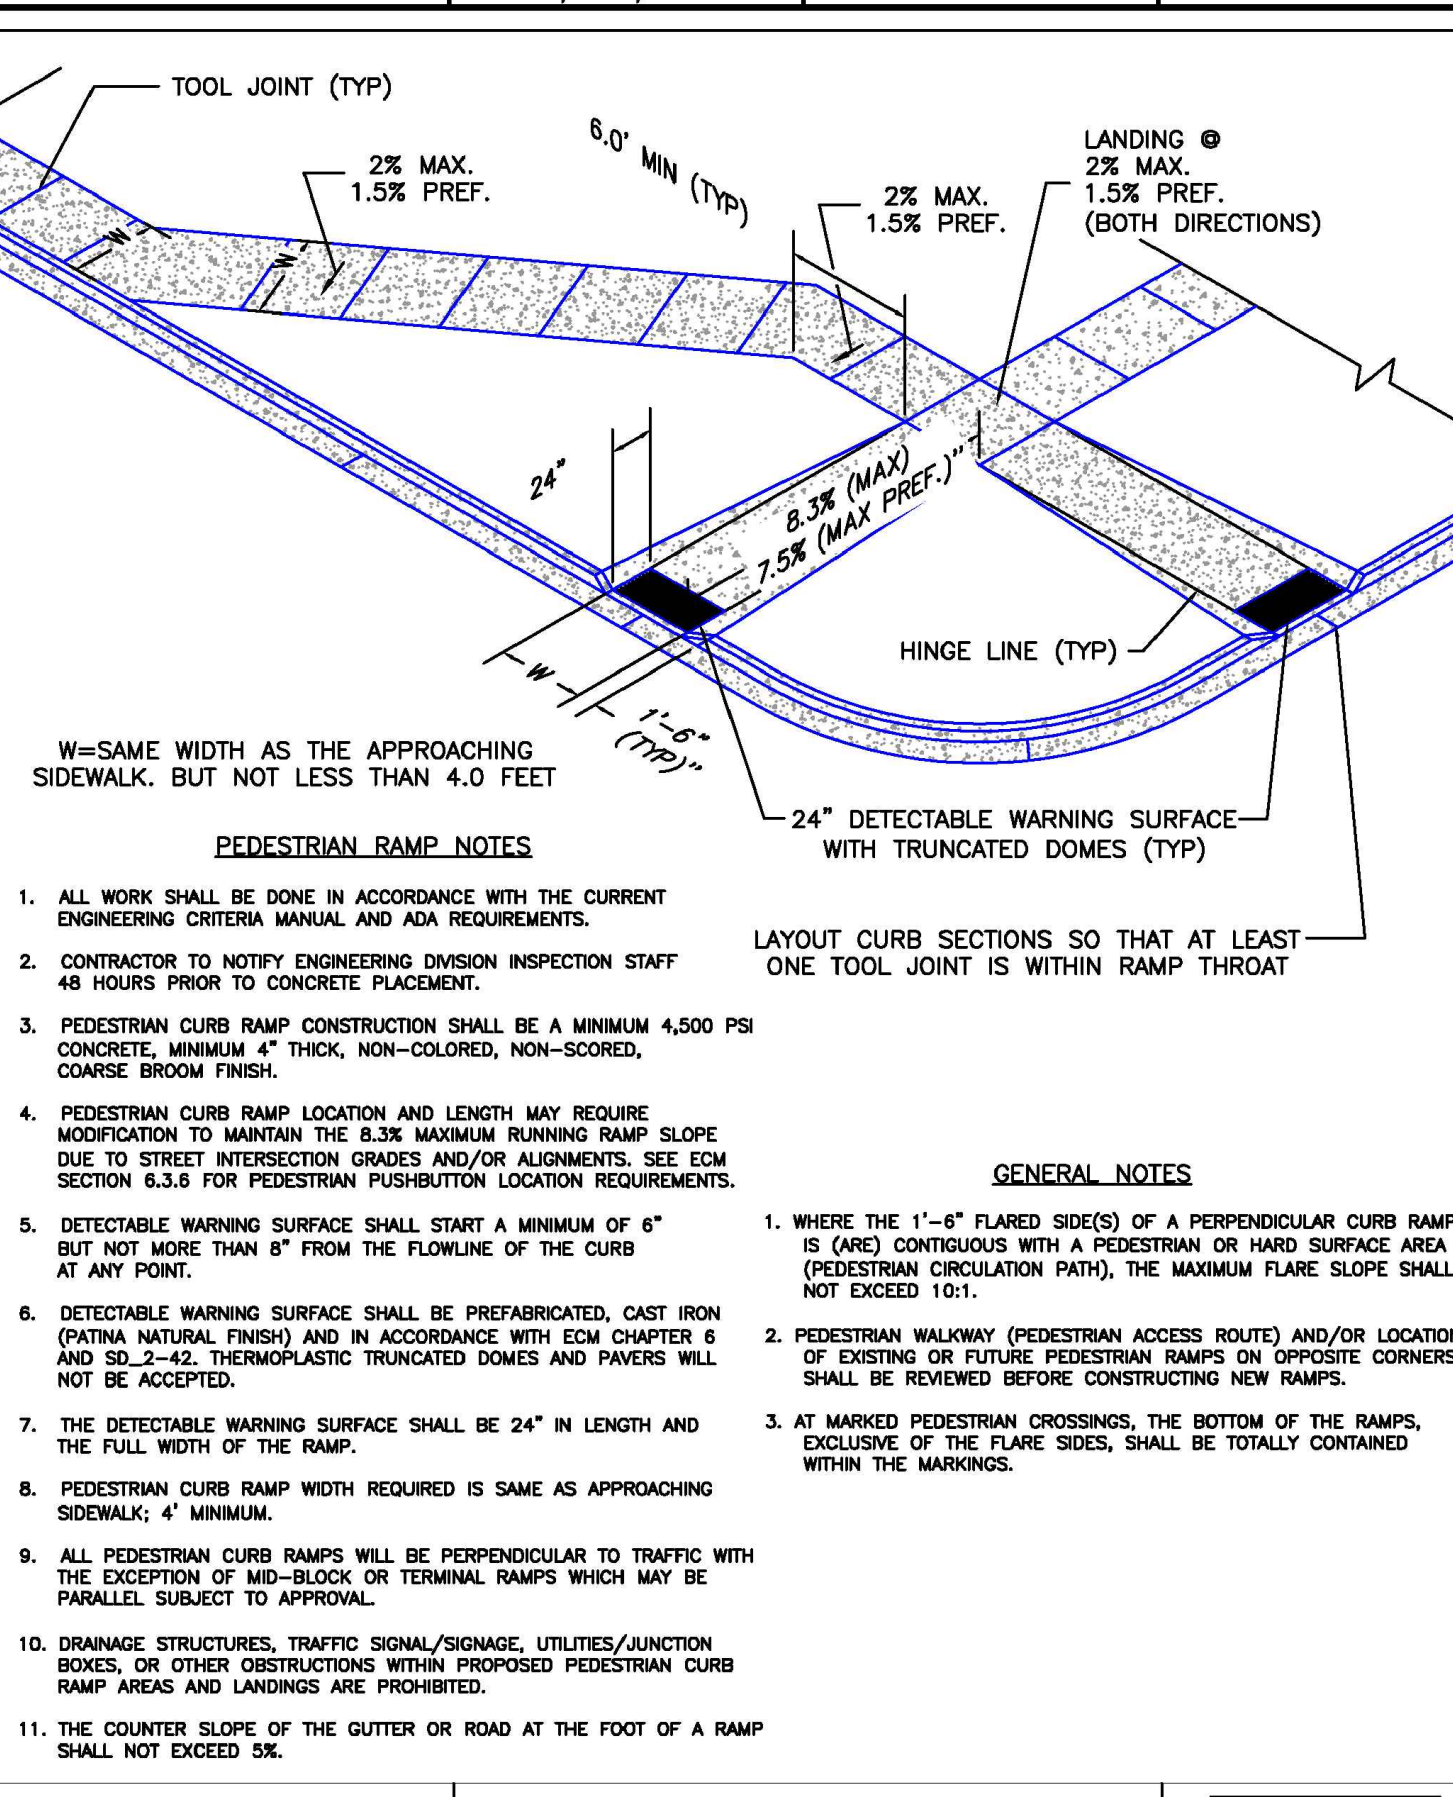 TOOL JOINT (TYP)
2% MAX.
1.5% PREF.
6.0' MIN (TYP)
2% MAX.
1.5% PREF.
LANDING @
2% MAX.
1.5% PREF.
(BOTH DIRECTIONS)
W
W
24"
8.3% (MAX)
7.5% (MAX PREF.)"
HINGE LINE (TYP)
W
1'-6"
(TYP)"
W=SAME WIDTH AS THE APPROACHING
SIDEWALK. BUT NOT LESS THAN 4.0 FEET
24" DETECTABLE WARNING SURFACE
WITH TRUNCATED DOMES (TYP)
LAYOUT CURB SECTIONS SO THAT AT LEAST
ONE TOOL JOINT IS WITHIN RAMP THROAT
PEDESTRIAN RAMP NOTES
1. ALL WORK SHALL BE DONE IN ACCORDANCE WITH THE CURRENT
ENGINEERING CRITERIA MANUAL AND ADA REQUIREMENTS.
2. CONTRACTOR TO NOTIFY ENGINEERING DIVISION INSPECTION STAFF
48 HOURS PRIOR TO CONCRETE PLACEMENT.
3. PEDESTRIAN CURB RAMP CONSTRUCTION SHALL BE A MINIMUM 4,500 PSI
CONCRETE, MINIMUM 4" THICK, NON-COLORED, NON-SCORED,
COARSE BROOM FINISH.
4. PEDESTRIAN CURB RAMP LOCATION AND LENGTH MAY REQUIRE
MODIFICATION TO MAINTAIN THE 8.3% MAXIMUM RUNNING RAMP SLOPE
DUE TO STREET INTERSECTION GRADES AND/OR ALIGNMENTS. SEE ECM
SECTION 6.3.6 FOR PEDESTRIAN PUSHBUTTON LOCATION REQUIREMENTS.
5. DETECTABLE WARNING SURFACE SHALL START A MINIMUM OF 6"
BUT NOT MORE THAN 8" FROM THE FLOWLINE OF THE CURB
AT ANY POINT.
6. DETECTABLE WARNING SURFACE SHALL BE PREFABRICATED, CAST IRON
(PATINA NATURAL FINISH) AND IN ACCORDANCE WITH ECM CHAPTER 6
AND SD_2-42. THERMOPLASTIC TRUNCATED DOMES AND PAVERS WILL
NOT BE ACCEPTED.
7. THE DETECTABLE WARNING SURFACE SHALL BE 24" IN LENGTH AND
THE FULL WIDTH OF THE RAMP.
8. PEDESTRIAN CURB RAMP WIDTH REQUIRED IS SAME AS APPROACHING
SIDEWALK; 4' MINIMUM.
9. ALL PEDESTRIAN CURB RAMPS WILL BE PERPENDICULAR TO TRAFFIC WITH
THE EXCEPTION OF MID-BLOCK OR TERMINAL RAMPS WHICH MAY BE
PARALLEL SUBJECT TO APPROVAL.
10. DRAINAGE STRUCTURES, TRAFFIC SIGNAL/SIGNAGE, UTILITIES/JUNCTION
BOXES, OR OTHER OBSTRUCTIONS WITHIN PROPOSED PEDESTRIAN CURB
RAMP AREAS AND LANDINGS ARE PROHIBITED.
11. THE COUNTER SLOPE OF THE GUTTER OR ROAD AT THE FOOT OF A RAMP
SHALL NOT EXCEED 5%.
GENERAL NOTES
1. WHERE THE 1'-6" FLARED SIDE(S) OF A PERPENDICULAR CURB RAMP
IS (ARE) CONTIGUOUS WITH A PEDESTRIAN OR HARD SURFACE AREA
(PEDESTRIAN CIRCULATION PATH), THE MAXIMUM FLARE SLOPE SHALL
NOT EXCEED 10:1.
2. PEDESTRIAN WALKWAY (PEDESTRIAN ACCESS ROUTE) AND/OR LOCATION
OF EXISTING OR FUTURE PEDESTRIAN RAMPS ON OPPOSITE CORNERS
SHALL BE REVIEWED BEFORE CONSTRUCTING NEW RAMPS.
3. AT MARKED PEDESTRIAN CROSSINGS, THE BOTTOM OF THE RAMPS,
EXCLUSIVE OF THE FLARE SIDES, SHALL BE TOTALLY CONTAINED
WITHIN THE MARKINGS.